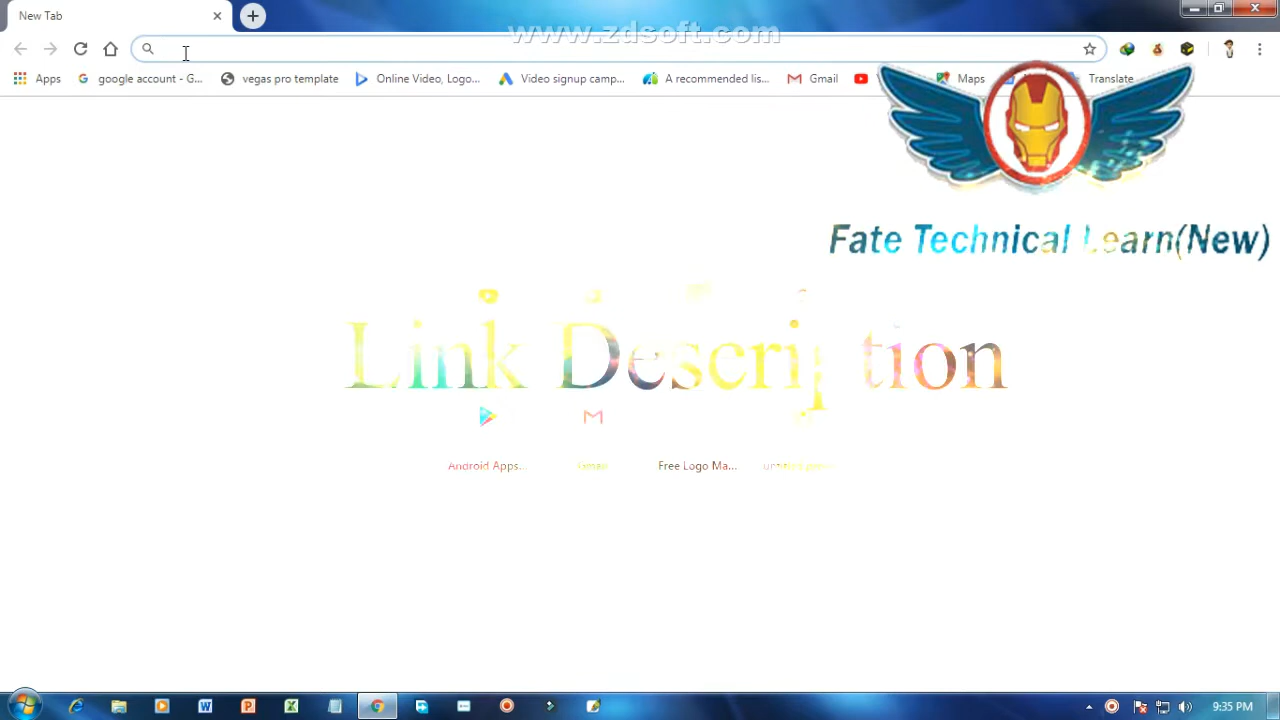 New Tab
www.zdsoft.com
Apps
google account - G...
vegas pro template
Online Video, Logo...
Video signup camp...
A recommended lis...
Gmail
Maps
Translate
Fate Technical Learn(New)
Link Description
Android Apps...
Gmail
Free Logo Ma...
9:35 PM